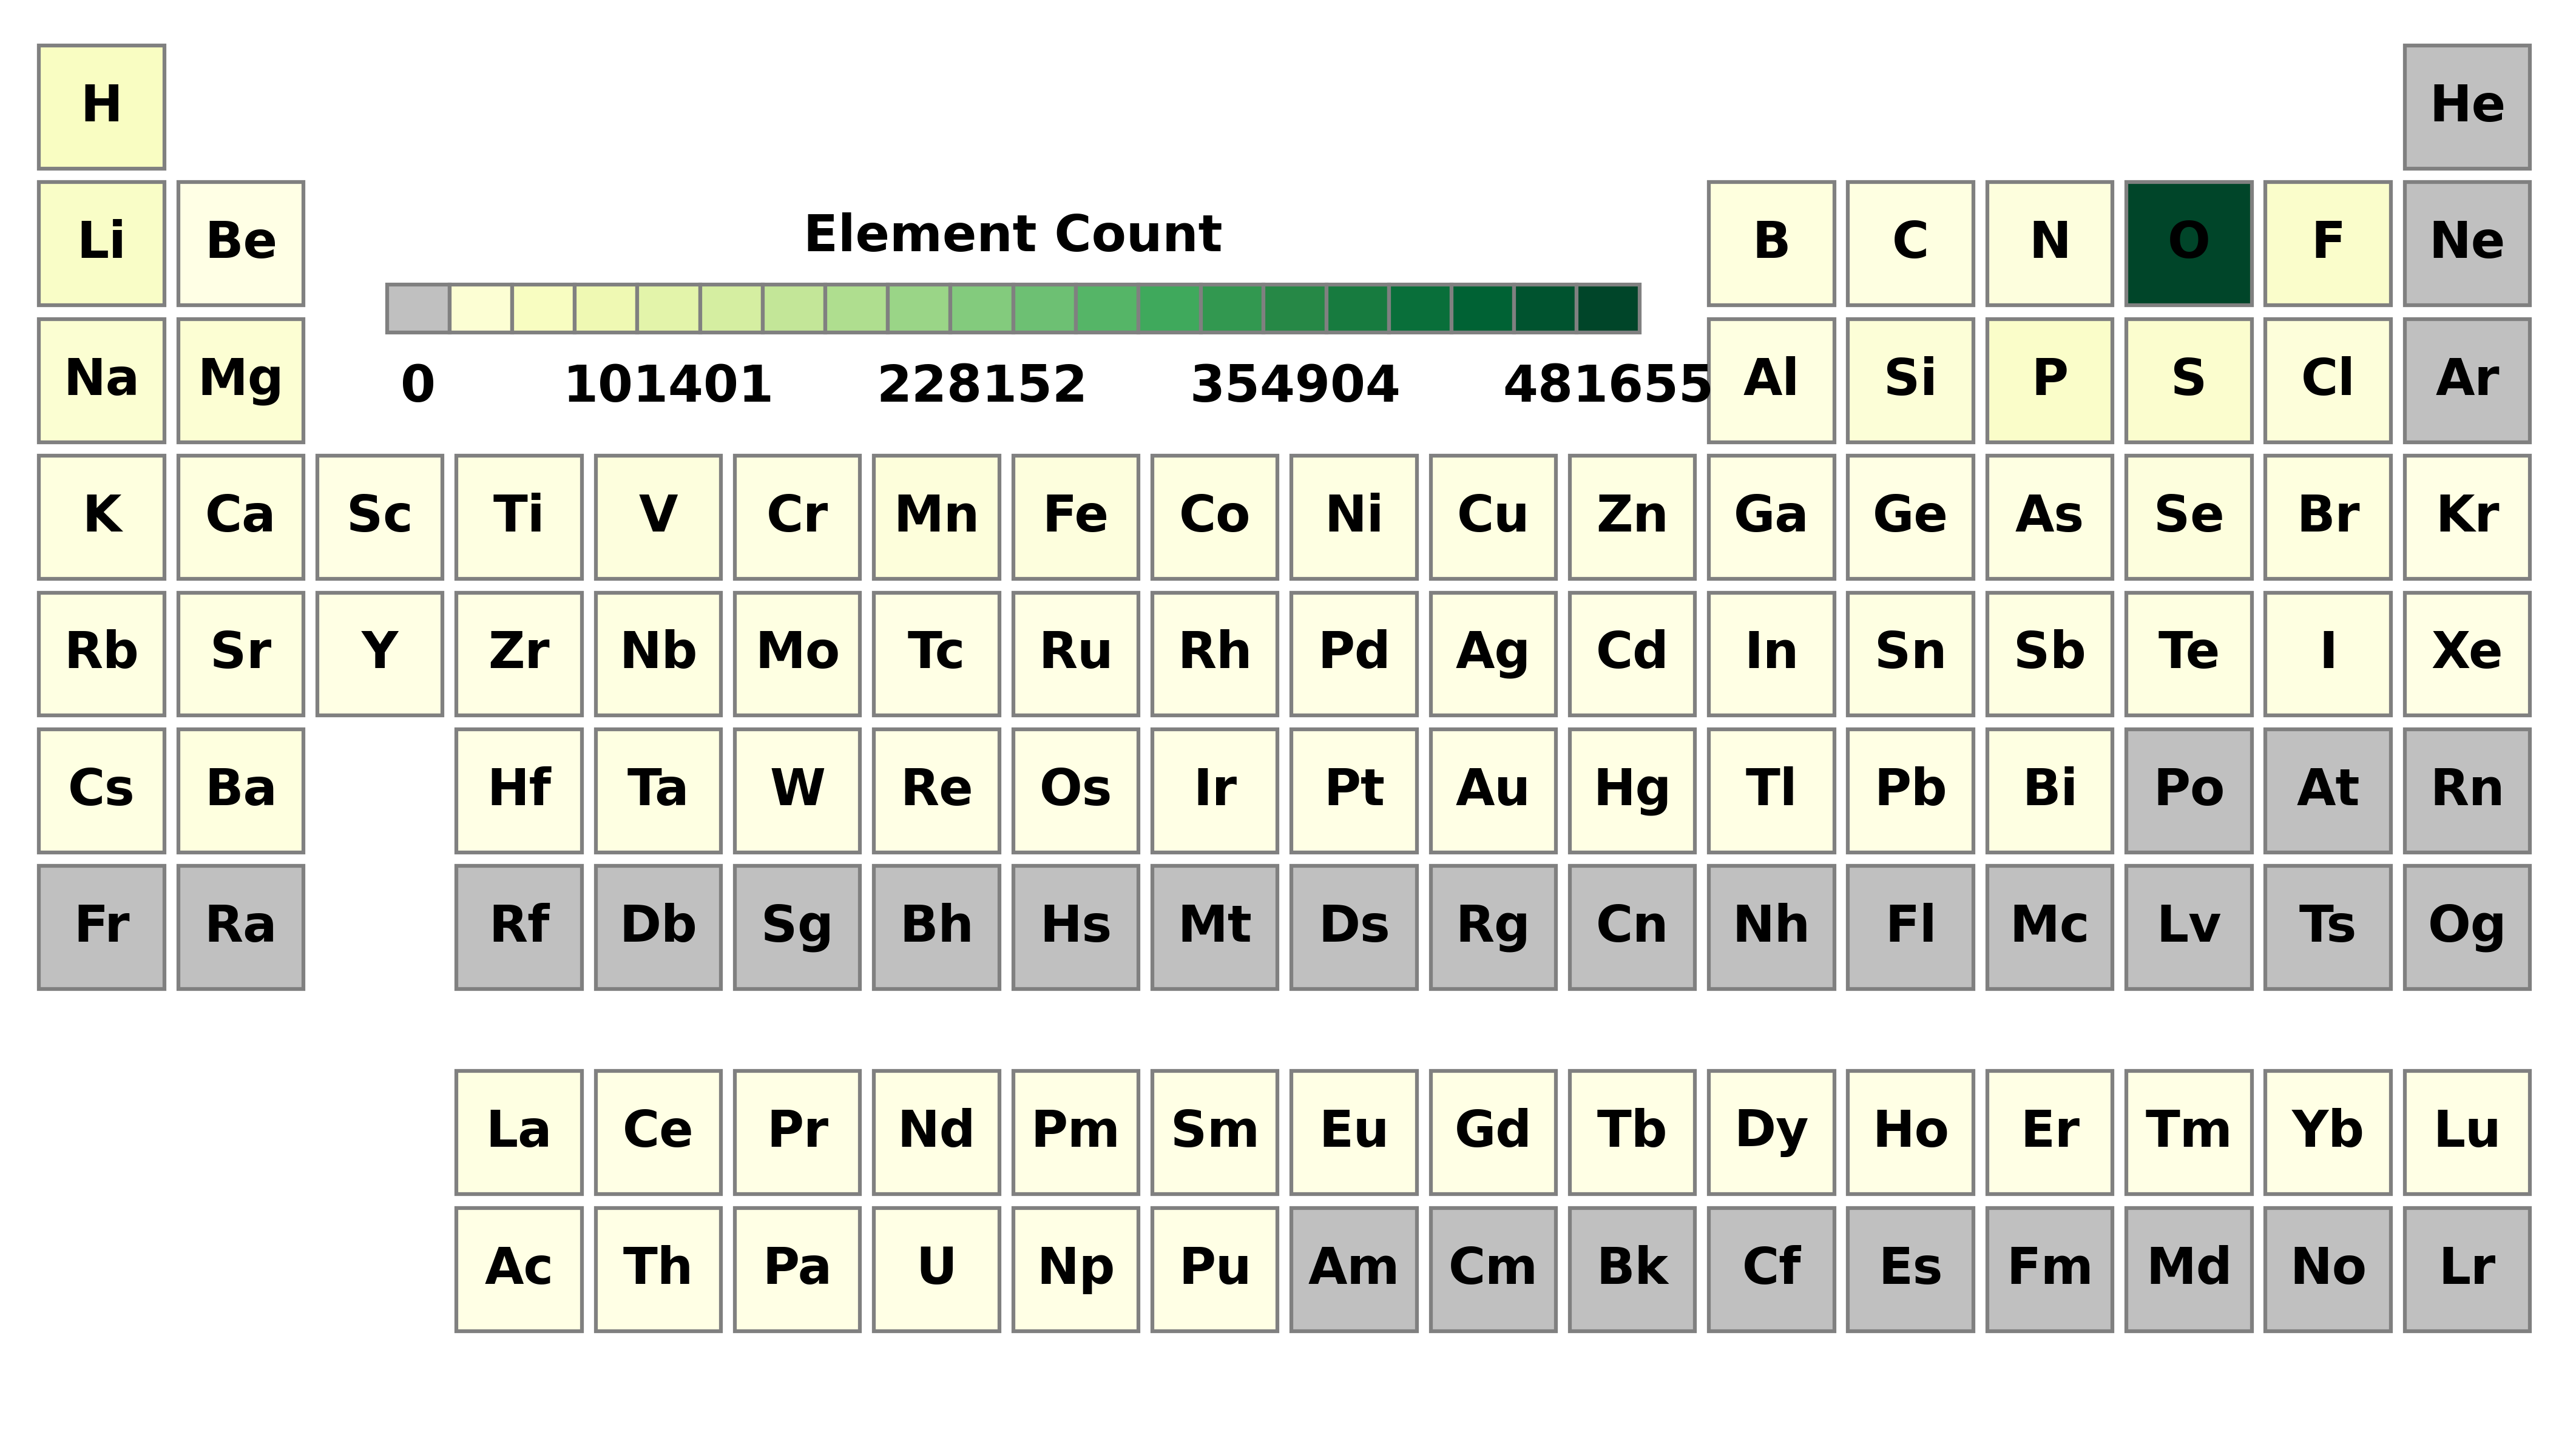 H He
Li Be Element Count B C N O F Ne
Na Mg 0 101401 228152 354904 481655 Al Si P S Cl Ar
K Ca Sc Ti V Cr Mn Fe Co Ni Cu Zn Ga Ge As Se Br Kr
Rb Sr Y Zr Nb Mo Tc Ru Rh Pd Ag Cd In Sn Sb Te I Xe
Cs Ba Hf Ta W Re Os Ir Pt Au Hg Tl Pb Bi Po At Rn
Fr Ra Rf Db Sg Bh Hs Mt Ds Rg Cn Nh Fl Mc Lv Ts Og
La Ce Pr Nd Pm Sm Eu Gd Tb Dy Ho Er Tm Yb Lu
Ac Th Pa U Np Pu Am Cm Bk Cf Es Fm Md No Lr